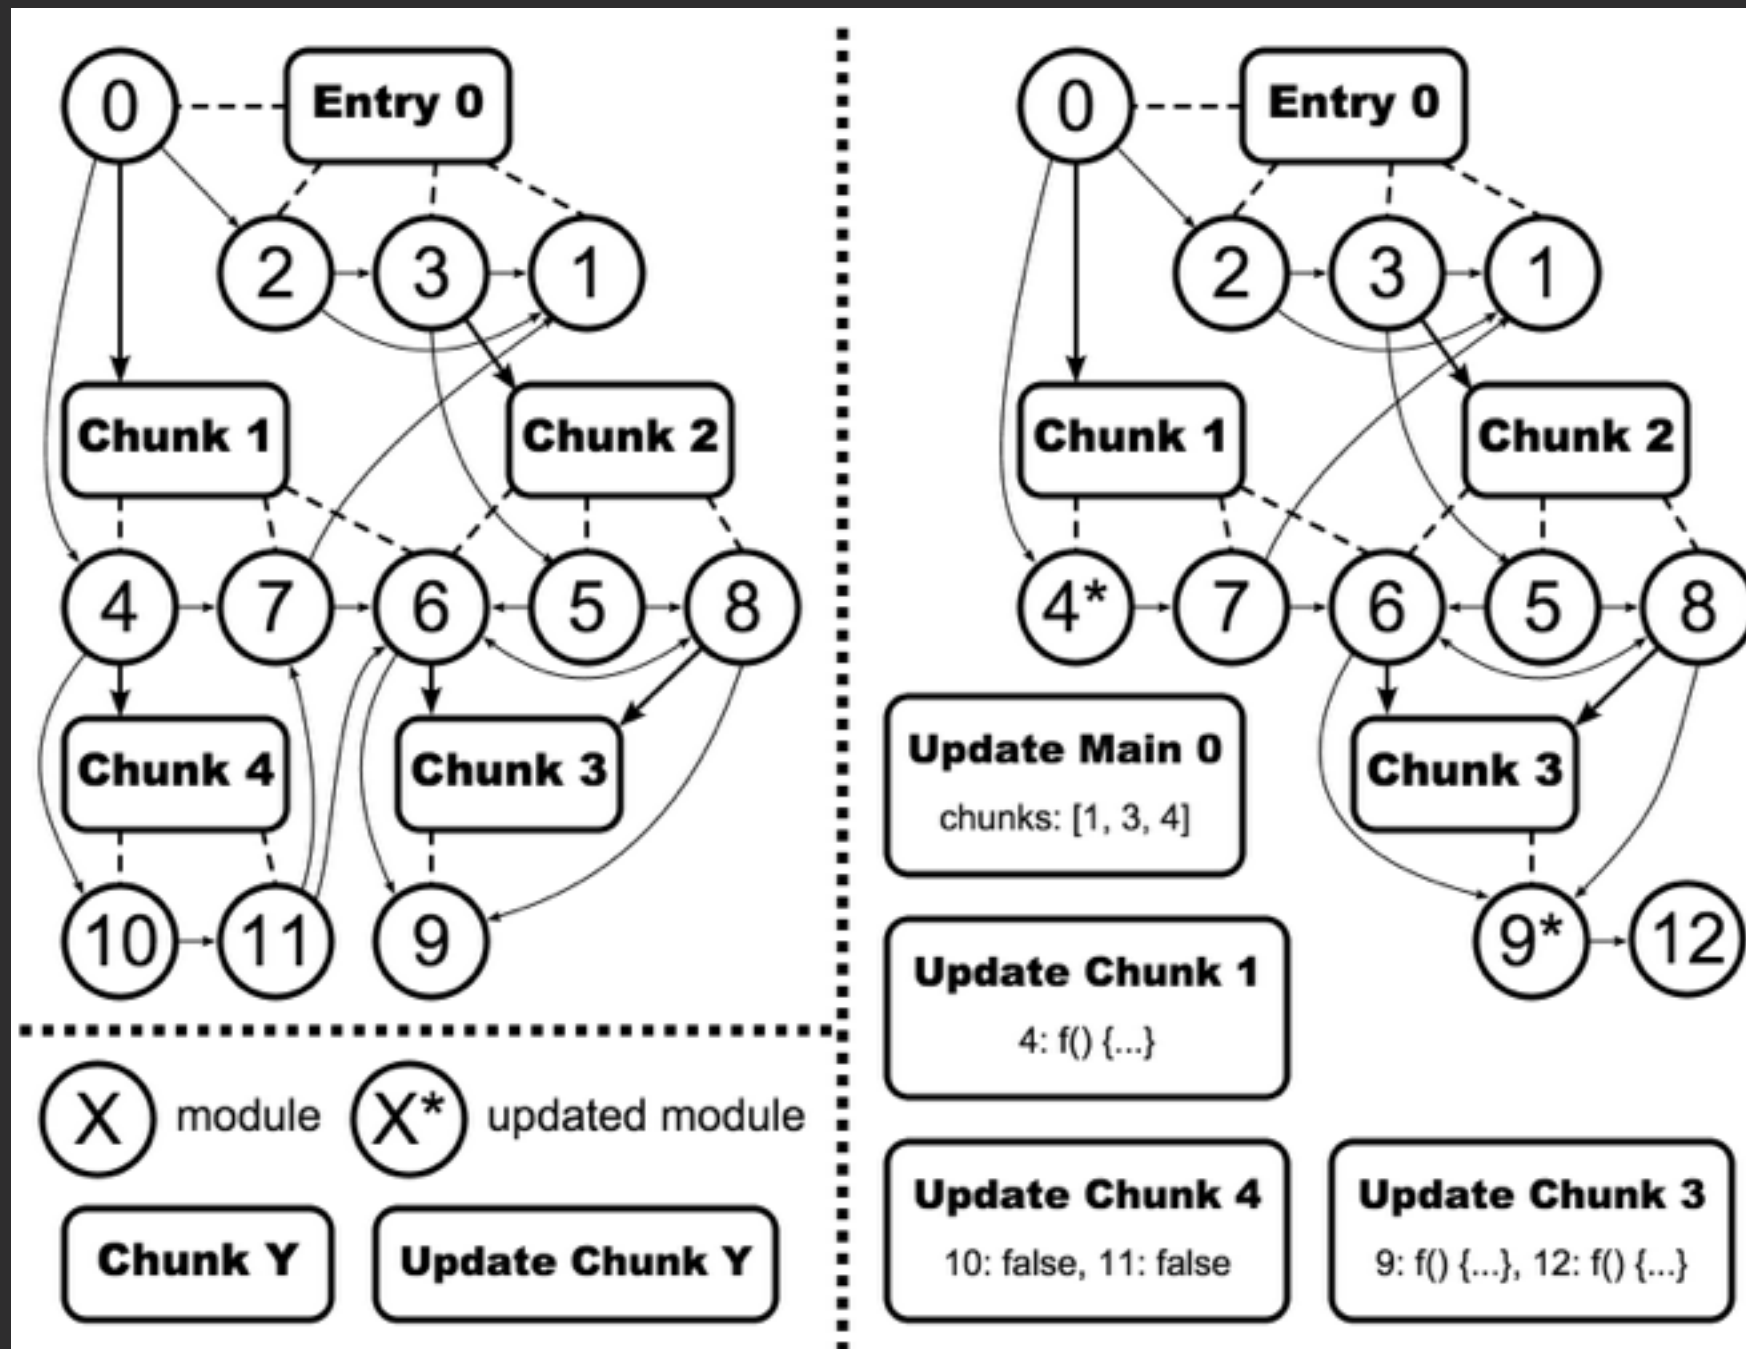 0
Entry 0
2
3
1
Chunk 1
Chunk 2
4
7
6
5
8
Chunk 4
Chunk 3
10
11
9
X
module
X*
updated module
Chunk Y
Update Chunk Y
0
Entry 0
2
3
1
Chunk 1
Chunk 2
4*
7
6
5
8
Update Main 0
chunks: [1, 3, 4]
Chunk 3
9*
12
Update Chunk 1
4: f() {...}
Update Chunk 4
10: false, 11: false
Update Chunk 3
9: f() {...}, 12: f() {...}